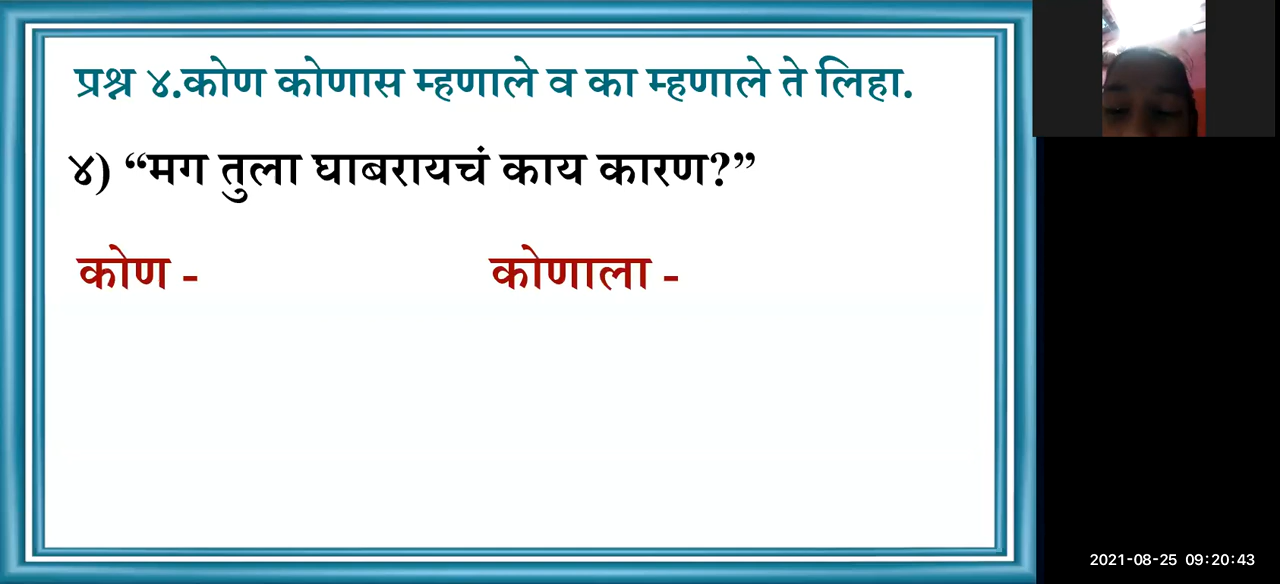 प्रश्न ४.कोण कोणास म्हणाले व का म्हणाले ते लिहा.
४) “मग तुला घाबरायचं काय कारण?”
कोण - कोणाला -
2021-08-25 09:20:43